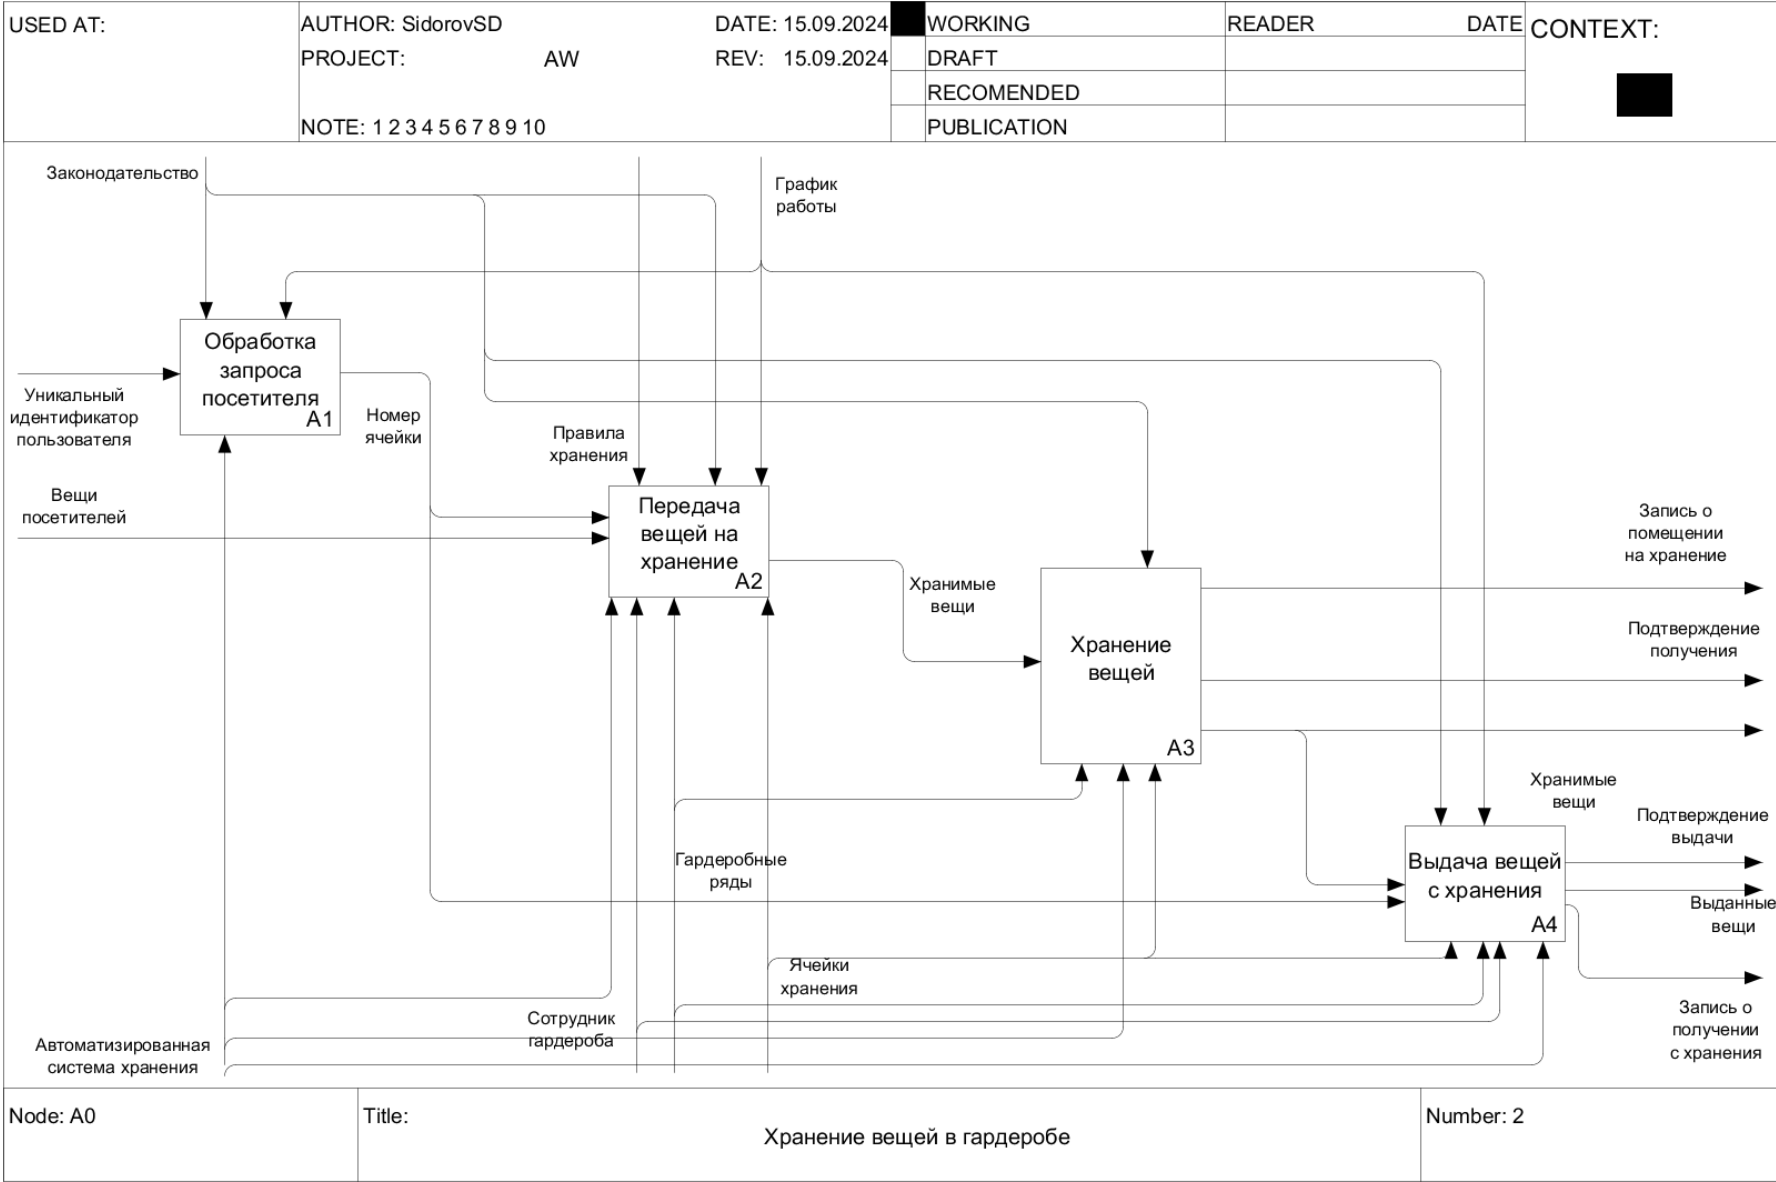 USED AT:
AUTHOR: SidorovSD
DATE: 15.09.2024
WORKING
READER
DATE
CONTEXT:
PROJECT:
AW
REV: 15.09.2024
DRAFT
RECOMENDED
NOTE: 1 2 3 4 5 6 7 8 9 10
PUBLICATION
Законодательство
График
работы
Обработка
запроса
посетителя
A1
Уникальный
идентификатор
пользователя
Номер
ячейки
Правила
хранения
Вещи
посетителей
Передача
вещей на
хранение
A2
Запись о
помещении
на хранение
Хранимые
вещи
Подтверждение
получения
Хранение
вещей
A3
Хранимые
вещи
Подтверждение
выдачи
Гардеробные
ряды
Выдача вещей
с хранения
A4
Выданные
вещи
Ячейки
хранения
Сотрудник
гардероба
Запись о
получении
с хранения
Автоматизированная
система хранения
Node: A0
Title:
Хранение вещей в гардеробе
Number: 2